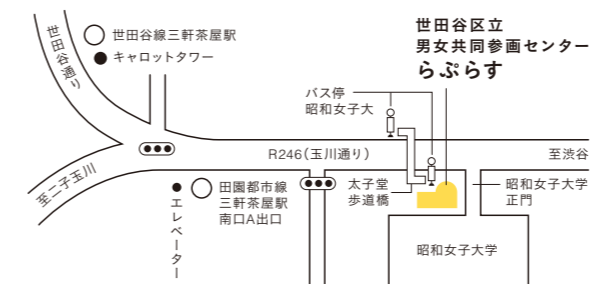 世田谷区立
男女共同参画センター
らぷらす
世田谷通り
世田谷線三軒茶屋駅
キャロットタワー
バス停
昭和女子大
R246(玉川通り)
至渋谷
至二子玉川
エレベーター
田園都市線
三軒茶屋駅
南口A出口
太子堂
歩道橋
昭和女子大学
正門
昭和女子大学